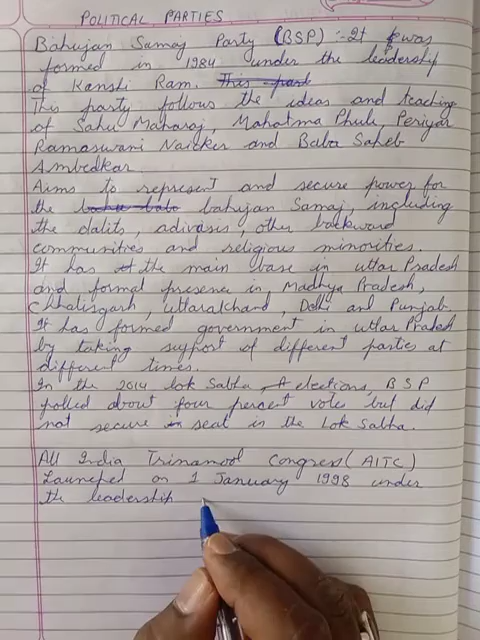 POLITICAL PARTIES
Bahujan Samaj Party (BSP) :- It was
formed in 1984 under the leadership
of Kanshi Ram. This part
This party follows the ideas and teaching
of Sahu Maharaj, Mahatma Phule, Periyar
Ramaswani Naicker and Baba Saheb
Ambedkar.
Aims to represent and secure power for
the bahujan Samaj, including
the dalits, adivasis, other backward
communities and religious minorities.
It has the main base in uttar Pradesh
and formal presence in, Madhya Pradesh,
Chhatisgarh, Uttarakhand, Delhi and Punjab.
It has formed government in uttar Pradesh
by taking support of different parties at
different times.
In the 2014 lok Sabha elections, BSP
polled about four percent votes but did
not secure seat in the Lok Sabha.
All India Trinamool Congress (AITC)
Launched on 1 January 1998 under
the leadership